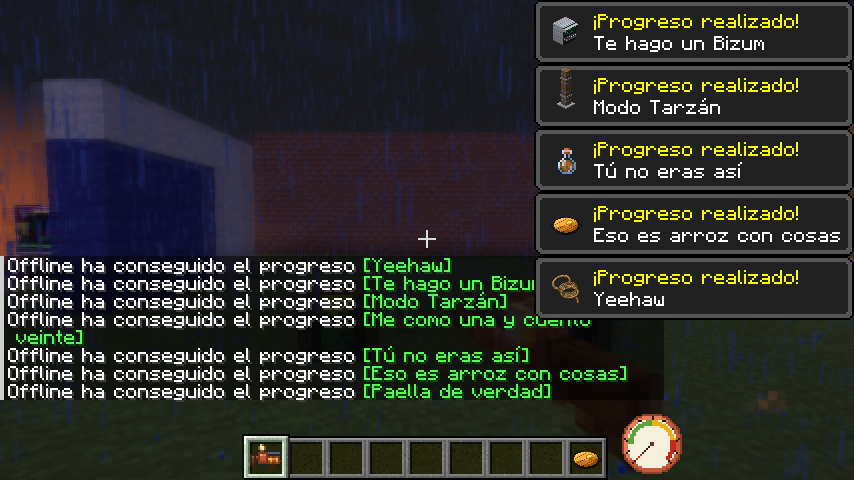 ¡Progreso realizado!
Te hago un Bizum
¡Progreso realizado!
Modo Tarzán
¡Progreso realizado!
Tú no eras así
¡Progreso realizado!
Eso es arroz con cosas
¡Progreso realizado!
Yeehaw
Offline ha conseguido el progreso [Yeehaw]
Offline ha conseguido el progreso [Te hago un Bizu
Offline ha conseguido el progreso [Modo Tarzán]
Offline ha conseguido el progreso [Me como una y cuento
veinte]
Offline ha conseguido el progreso [Tú no eras así]
Offline ha conseguido el progreso [Eso es arroz con cosas]
Offline ha conseguido el progreso [Paella de verdad]